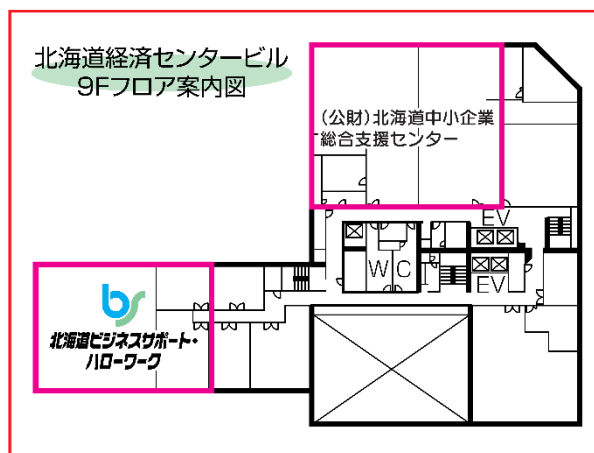 北海道経済センタービル
9Fフロア案内図
（公財）北海道中小企業
総合支援センター
EV
WC
EV
bs
北海道ビジネスサポート・
ハローワーク